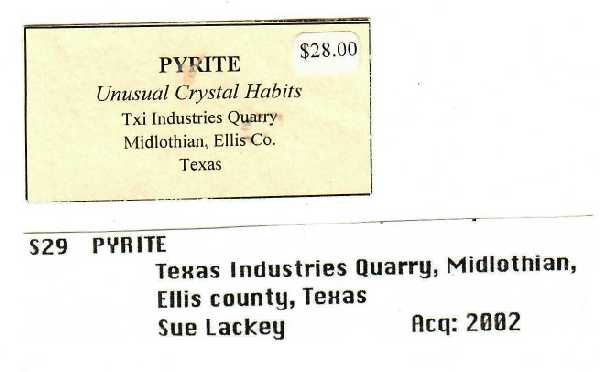 PYRITE
$28.00
Unusual Crystal Habits
Txi Industries Quarry
Midlothian, Ellis Co.
Texas
S29 PYRITE
Texas Industries Quarry, Midlothian,
Ellis county, Texas
Sue Lackey Acq: 2002